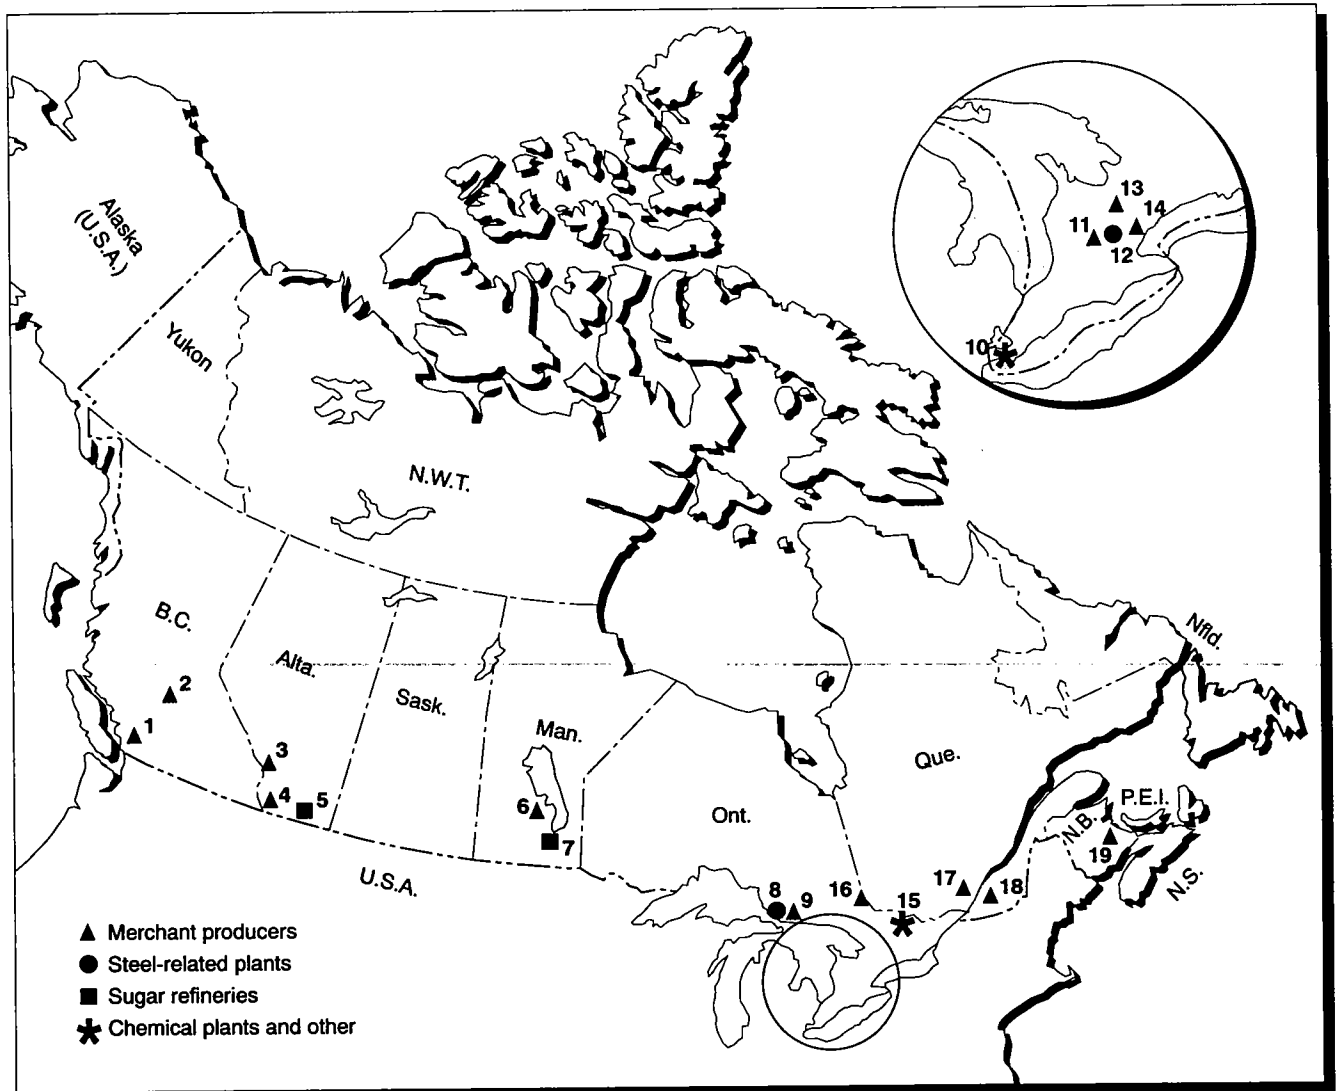 Alaska
(U.S.A.)
Yukon
N.W.T.
B.C.
Alta.
Sask.
Man.
Ont.
Que.
Nfld.
P.E.I.
N.B.
N.S.
U.S.A.
1
2
3
4
5
6
7
8
9
16
15
17
18
19
13
14
11
12
10
Merchant producers
Steel-related plants
Sugar refineries
Chemical plants and other